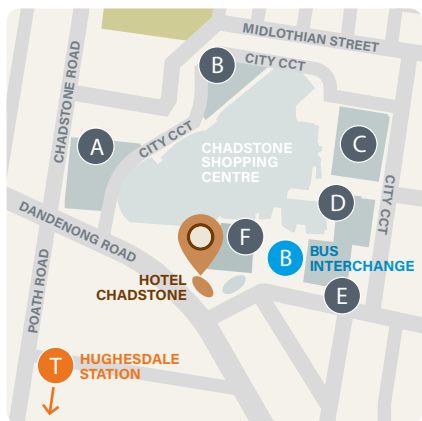 MIDLOTHIAN STREET
CHADSTONE ROAD
B
CITY CCT
A
CITY CCT
CHADSTONE
SHOPPING
CENTRE
C
CITY CCT
D
DANDENONG ROAD
F
B
BUS
INTERCHANGE
HOTEL
CHADSTONE
E
POATH ROAD
T
HUGHESDALE
STATION